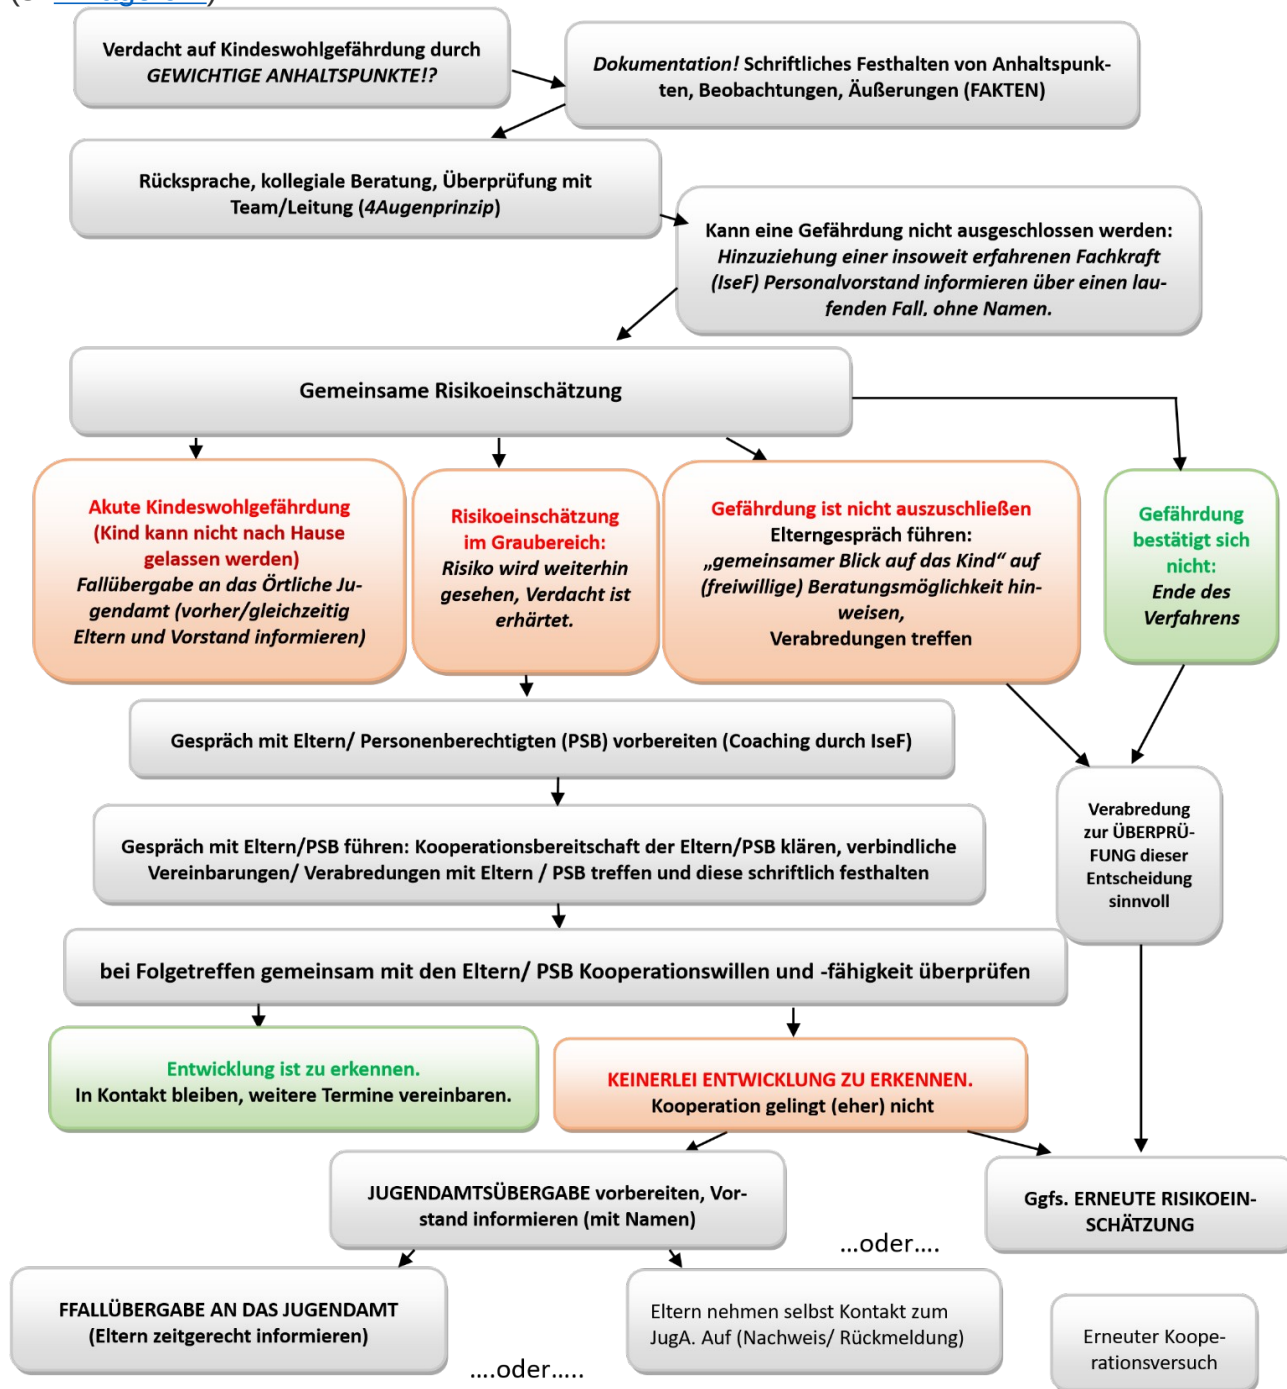 Verdacht auf Kindeswohlgefährdung durch
GEWICHTIGE ANHALTSPUNKTE!?
Dokumentation! Schriftliches Festhalten von Anhaltspunk-
ten, Beobachtungen, Äußerungen (FAKTEN)
Rücksprache, kollegiale Beratung, Überprüfung mit
Team/Leitung (4Augenprinzip)
Kann eine Gefährdung nicht ausgeschlossen werden:
Hinzuziehung einer insoweit erfahrenen Fachkraft
(IseF) Personalvorstand informieren über einen lau-
fenden Fall, ohne Namen.
Gemeinsame Risikoeinschätzung
Akute Kindeswohlgefährdung
(Kind kann nicht nach Hause
gelassen werden)
Fallübergabe an das Örtliche Ju-
gendamt (vorher/gleichzeitig
Eltern und Vorstand informieren)
Risikoeinschätzung
im Graubereich:
Risiko wird weiterhin
gesehen, Verdacht ist
erhärtet.
Gefährdung ist nicht auszuschließen
Elterngespräch führen:
„gemeinsamer Blick auf das Kind“ auf
(freiwillige) Beratungsmöglichkeit hin-
weisen,
Verabredungen treffen
Gefährdung
bestätigt sich
nicht:
Ende des
Verfahrens
Gespräch mit Eltern/ Personenberechtigten (PSB) vorbereiten (Coaching durch IseF)
Verabredung
zur ÜBERPRÜ-
FUNG dieser
Entscheidung
sinnvoll
Gespräch mit Eltern/PSB führen: Kooperationsbereitschaft der Eltern/PSB klären, verbindliche
Vereinbarungen/ Verabredungen mit Eltern / PSB treffen und diese schriftlich festhalten
bei Folgetreffen gemeinsam mit den Eltern/ PSB Kooperationswillen und -fähigkeit überprüfen
Entwicklung ist zu erkennen.
In Kontakt bleiben, weitere Termine vereinbaren.
KEINERLEI ENTWICKLUNG ZU ERKENNEN.
Kooperation gelingt (eher) nicht
JUGENDAMTSÜBERGABE vorbereiten, Vor-
stand informieren (mit Namen)
...oder....
Ggfs. ERNEUTE RISIKOEIN-
SCHÄTZUNG
FFALLÜBERGABE AN DAS JUGENDAMT
(Eltern zeitgerecht informieren)
....oder.....
Eltern nehmen selbst Kontakt zum
JugA. Auf (Nachweis/ Rückmeldung)
Erneuter Koope-
rationsversuch